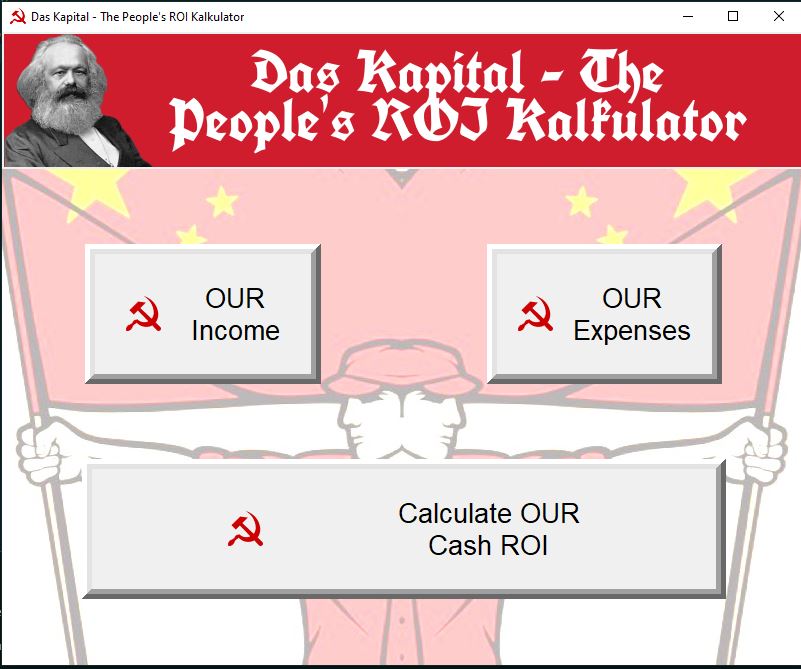 Das Kapital - The People's ROI Kalkulator
Das Kapital - The
People's ROI Kalkulator
OUR
Income
OUR
Expenses
Calculate OUR
Cash ROI